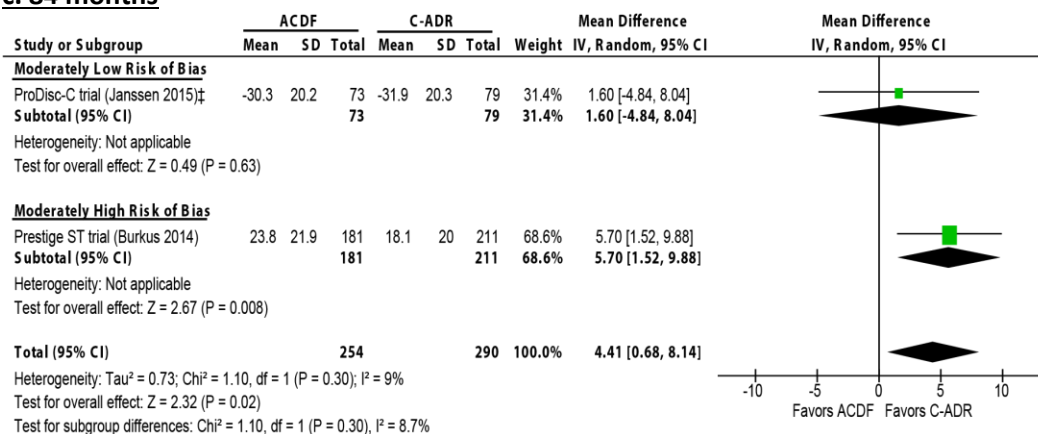 c. 84 months
ACDF C-ADR Mean Difference Mean Difference
Study or Subgroup Mean SD Total Mean SD Total Weight IV, Random, 95% CI IV, Random, 95% CI
Moderately Low Risk of Bias
ProDisc-C trial (Janssen 2015)‡ -30.3 20.2 73 -31.9 20.3 79 31.4% 1.60 [-4.84, 8.04]
Subtotal (95% CI) 73 79 31.4% 1.60 [-4.84, 8.04]
Heterogeneity: Not applicable
Test for overall effect: Z = 0.49 (P = 0.63)
Moderately High Risk of Bias
Prestige ST trial (Burkus 2014) 23.8 21.9 181 18.1 20 211 68.6% 5.70 [1.52, 9.88]
Subtotal (95% CI) 181 211 68.6% 5.70 [1.52, 9.88]
Heterogeneity: Not applicable
Test for overall effect: Z = 2.67 (P = 0.008)
Total (95% CI) 254 290 100.0% 4.41 [0.68, 8.14]
Heterogeneity: Tau² = 0.73; Chi² = 1.10, df = 1 (P = 0.30); I² = 9%
Test for overall effect: Z = 2.32 (P = 0.02)
Test for subgroup differences: Chi² = 1.10, df = 1 (P = 0.30), I² = 8.7%
-10 -5 0 5 10
Favors ACDF Favors C-ADR